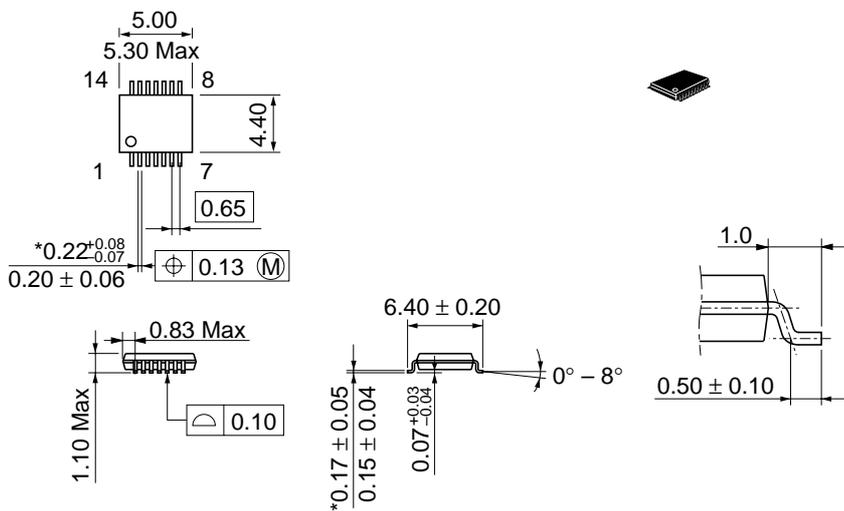 5.00
5.30 Max
14 8
4.40
1 7
0.65
*0.22 +0.08 −0.07
0.20 ± 0.06
0.13 Ⓜ
0.83 Max
1.10 Max
0.10
6.40 ± 0.20
0° – 8°
*0.17 ± 0.05
0.15 ± 0.04
0.07 +0.03 −0.04
1.0
0.50 ± 0.10